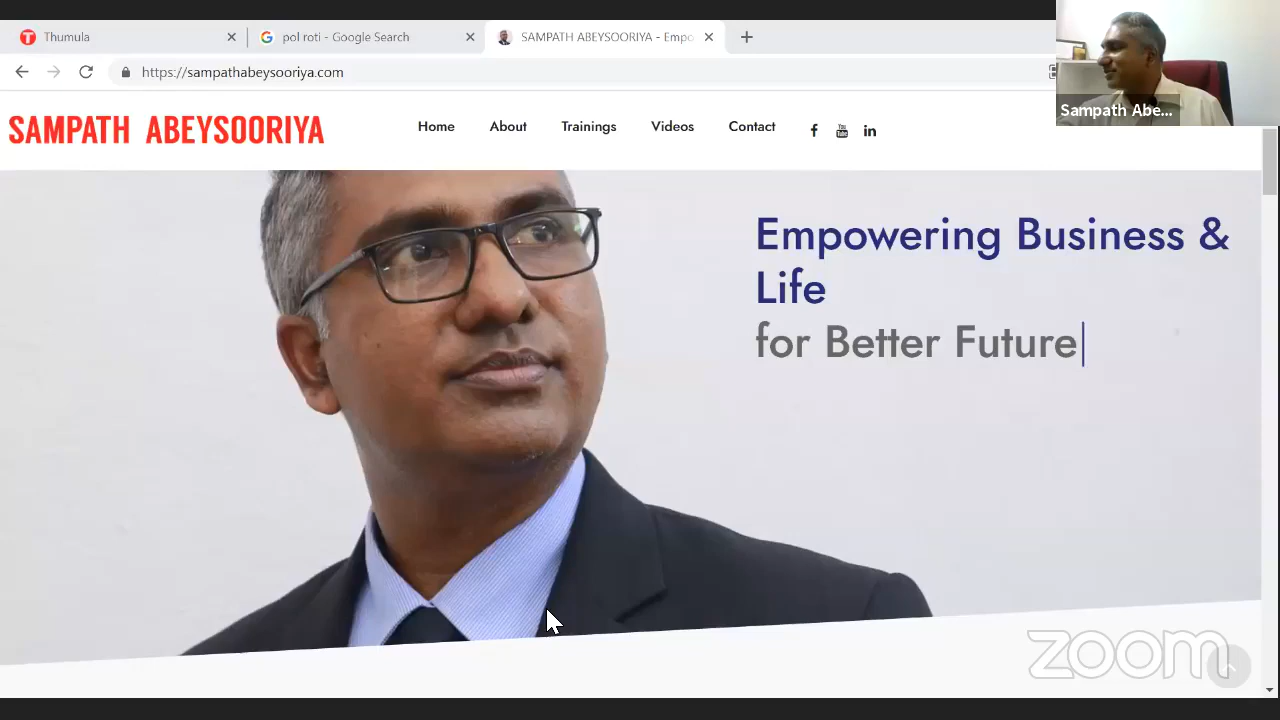 Thumula
pol roti - Google Search
SAMPATH ABEYSOORIYA - Empo
https://sampathabeysooriya.com
Sampath Abe...
SAMPATH ABEYSOORIYA
Home
About
Trainings
Videos
Contact
Empowering Business &
Life
for Better Future
zoom